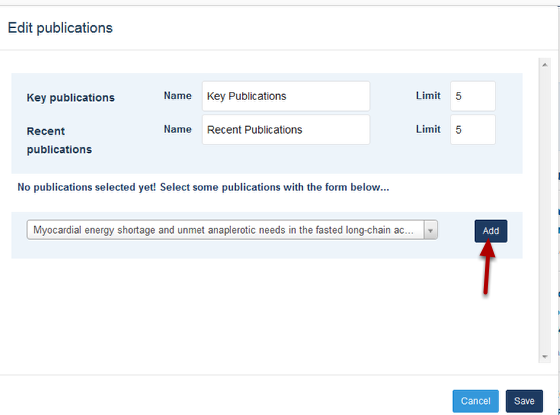 Edit publications
Key publications Name Key Publications Limit 5
Recent publications Name Recent Publications Limit 5
No publications selected yet! Select some publications with the form below...
Myocardial energy shortage and unmet anaplerotic needs in the fasted long-chain ac... Add
Cancel Save